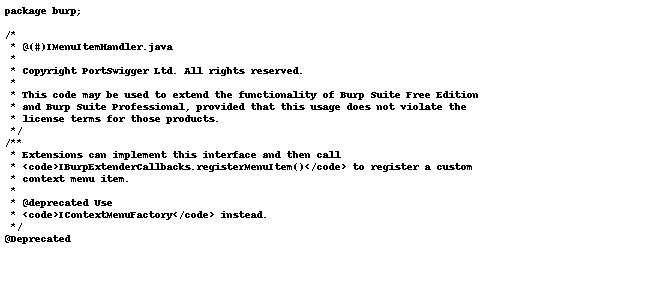 package burp;

/*
 * @(#)IMenuItemHandler.java
 *
 * Copyright PortSwigger Ltd. All rights reserved.
 *
 * This code may be used to extend the functionality of Burp Suite Free Edition
 * and Burp Suite Professional, provided that this usage does not violate the
 * license terms for those products.
 */
/**
 * Extensions can implement this interface and then call
 * <code>IBurpExtenderCallbacks.registerMenuItem()</code> to register a custom
 * context menu item.
 *
 * @deprecated Use
 * <code>IContextMenuFactory</code> instead.
 */
@Deprecated